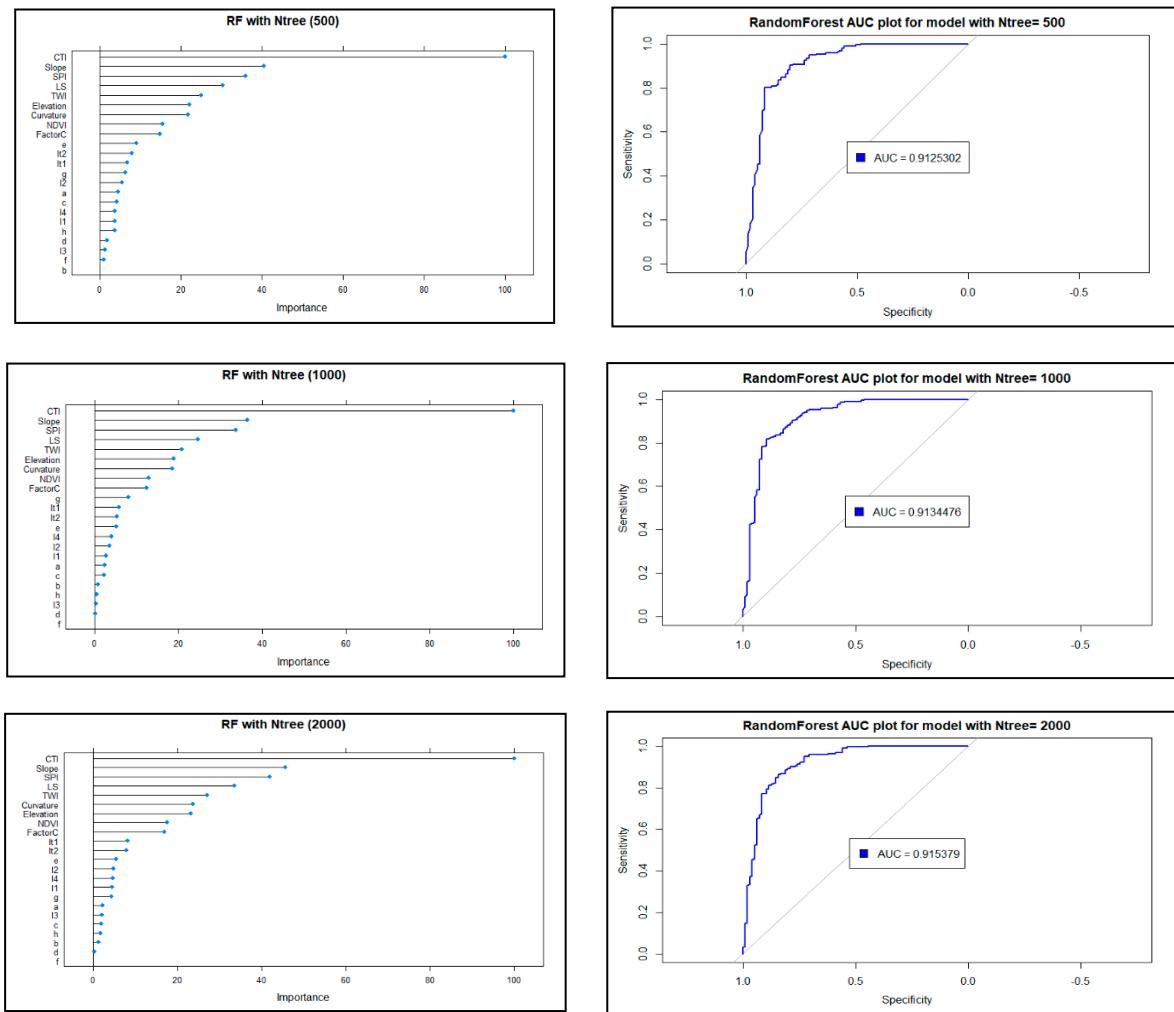 RF with Ntree (500)
CTI
Slope
SPI
LS
TWI
Elevation
Curvature
NDVI
FactorC
e
lt2
lt1
g
l2
a
c
l4
l1
h
d
l3
f
b
0 20 40 60 80 100
Importance
RandomForest AUC plot for model with Ntree= 500
Sensitivity
0.0 0.2 0.4 0.6 0.8 1.0
AUC = 0.9125302
1.0 0.5 0.0 -0.5
Specificity
RF with Ntree (1000)
CTI
Slope
SPI
LS
TWI
Elevation
Curvature
NDVI
FactorC
g
lt1
lt2
e
l4
l2
l1
a
c
b
h
l3
d
f
0 20 40 60 80 100
Importance
RandomForest AUC plot for model with Ntree= 1000
Sensitivity
0.0 0.2 0.4 0.6 0.8 1.0
AUC = 0.9134476
1.0 0.5 0.0 -0.5
Specificity
RF with Ntree (2000)
CTI
Slope
SPI
LS
TWI
Curvature
Elevation
NDVI
FactorC
lt1
lt2
e
l2
l4
l1
g
a
l3
c
h
b
d
f
0 20 40 60 80 100
Importance
RandomForest AUC plot for model with Ntree= 2000
Sensitivity
0.0 0.2 0.4 0.6 0.8 1.0
AUC = 0.915379
1.0 0.5 0.0 -0.5
Specificity